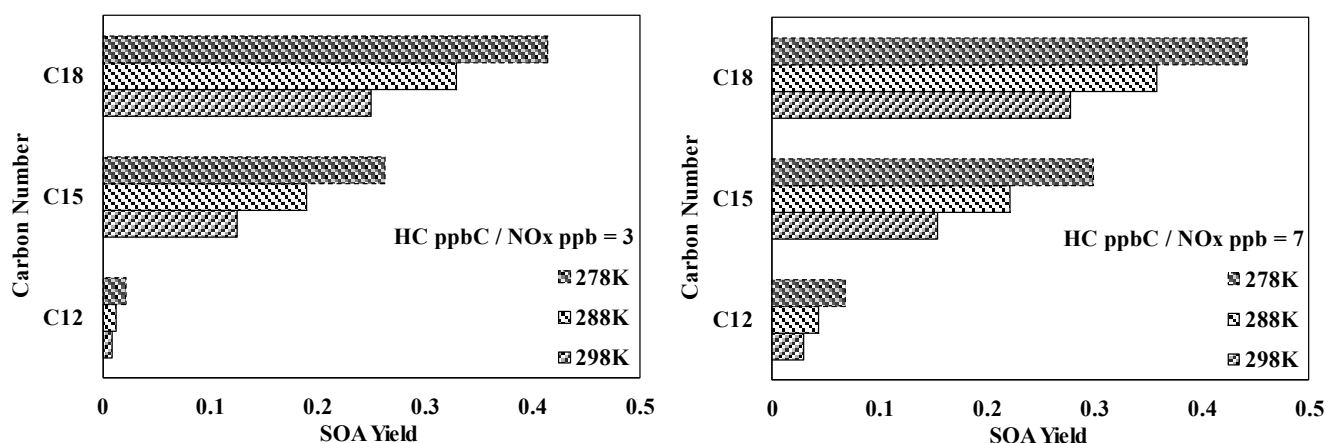 Carbon Number
C18
C15
C12
HC ppbC / NOx ppb = 3
278K
288K
298K
0 0.1 0.2 0.3 0.4 0.5
SOA Yield
Carbon Number
C18
C15
C12
HC ppbC / NOx ppb = 7
278K
288K
298K
0 0.1 0.2 0.3 0.4 0.5
SOA Yield